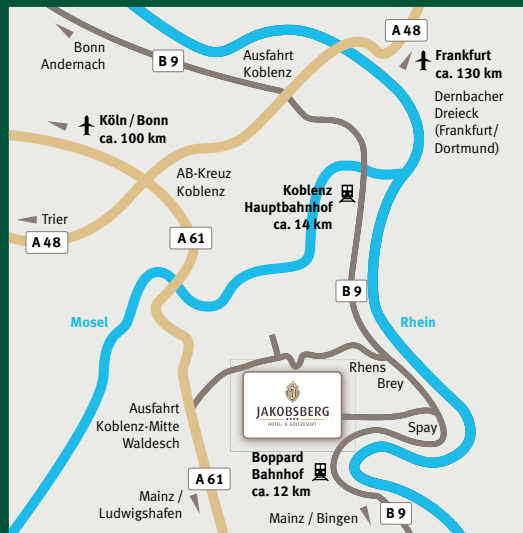 A 48
Bonn
Andernach
B 9
Ausfahrt
Koblenz
Frankfurt
ca. 130 km
Dernbacher
Dreieck
(Frankfurt/
Dortmund)
Köln / Bonn
ca. 100 km
AB-Kreuz
Koblenz
Koblenz
Hauptbahnhof
ca. 14 km
Trier
A 48
A 61
B 9
Mosel
Rhein
Rhens
Brey
JAKOBSBERG
HOTEL- & GOLFRESORT
Spay
Ausfahrt
Koblenz-Mitte
Waldesch
Boppard
Bahnhof
ca. 12 km
A 61
Mainz /
Ludwigshafen
Mainz / Bingen
B 9